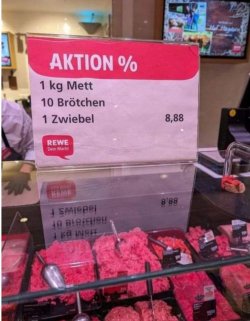 AKTION %
1 kg Mett
10 Brötchen
1 Zwiebel 8,88
REWE
Dein Markt